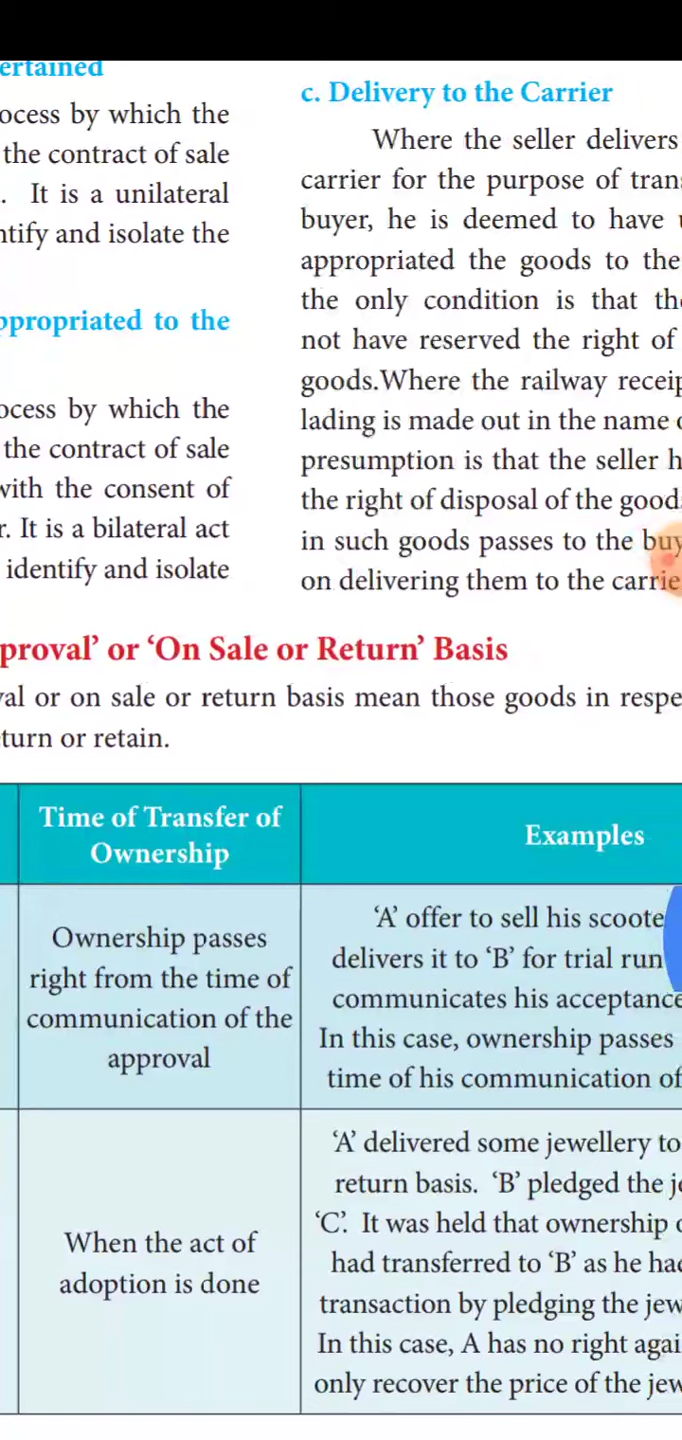 ertained
ocess by which the
the contract of sale
. It is a unilateral
ntify and isolate the
ppropriated to the
ocess by which the
the contract of sale
with the consent of
r. It is a bilateral act
identify and isolate
c. Delivery to the Carrier
Where the seller delivers
carrier for the purpose of tran
buyer, he is deemed to have
appropriated the goods to the
the only condition is that the
not have reserved the right of
goods.Where the railway receip
lading is made out in the name
presumption is that the seller h
the right of disposal of the good
in such goods passes to the buy
on delivering them to the carrie
proval’ or ‘On Sale or Return’ Basis
val or on sale or return basis mean those goods in respe
eturn or retain.
Time of Transfer of
Ownership
Examples
Ownership passes
right from the time of
communication of the
approval
‘A’ offer to sell his scoote
delivers it to ‘B’ for trial run
communicates his acceptance
In this case, ownership passes
time of his communication of
When the act of
adoption is done
‘A’ delivered some jewellery to
return basis. ‘B’ pledged the je
‘C’. It was held that ownership
had transferred to ‘B’ as he had
transaction by pledging the jew
In this case, A has no right agai
only recover the price of the jew